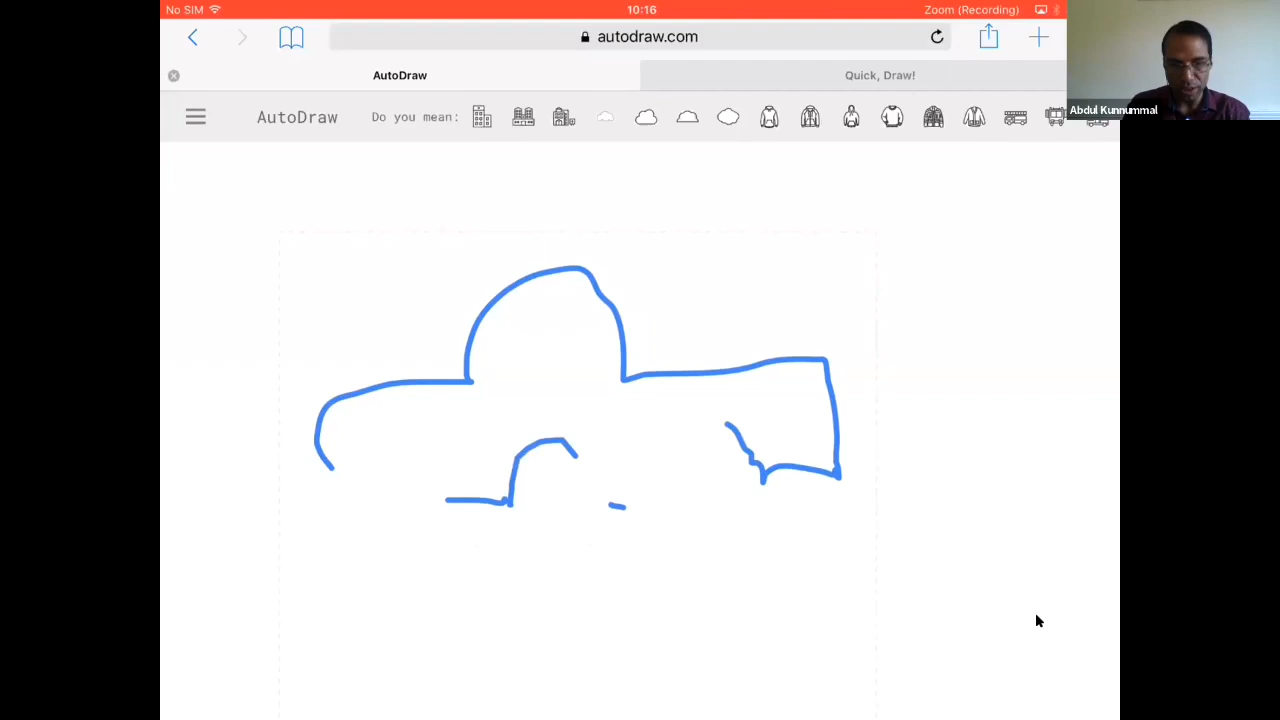 No SIM 10:16 Zoom (Recording)
autodraw.com
AutoDraw Quick, Draw!
AutoDraw Do you mean:
Abdul Kunnummal